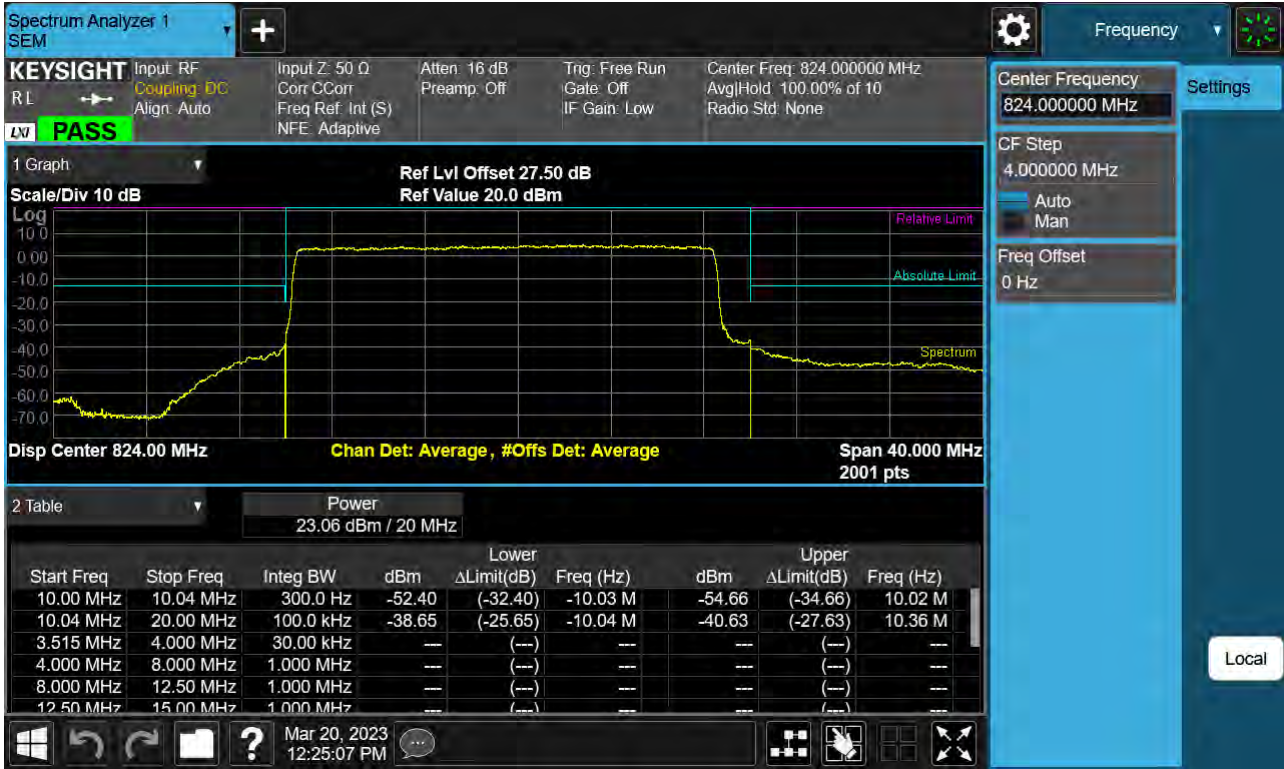 Spectrum Analyzer 1
SEM
Frequency
KEYSIGHT
Input: RF
Coupling: DC
Align: Auto
Input Z: 50 Ω
Corr CCorr
Freq Ref: Int (S)
NFE: Adaptive
Atten: 16 dB
Preamp: Off
Trig: Free Run
Gate: Off
IF Gain: Low
Center Freq: 824.000000 MHz
Avg|Hold: 100.00% of 10
Radio Std: None
R L
LXI PASS
Center Frequency
824.000000 MHz
Settings
CF Step
4.000000 MHz
Auto
Man
Freq Offset
0 Hz
Local
1 Graph
Ref Lvl Offset 27.50 dB
Scale/Div 10 dB
Ref Value 20.0 dBm
Log
10.0
0.00
-10.0
-20.0
-30.0
-40.0
-50.0
-60.0
-70.0
Relative Limit
Absolute Limit
Spectrum
Disp Center 824.00 MHz
Chan Det: Average, #Offs Det: Average
Span 40.000 MHz
2001 pts
2 Table
Power
23.06 dBm / 20 MHz
Lower Upper
Start Freq Stop Freq Integ BW dBm ΔLimit(dB) Freq (Hz) dBm ΔLimit(dB) Freq (Hz)
10.00 MHz 10.04 MHz 300.0 Hz -52.40 (-32.40) -10.03 M -54.66 (-34.66) 10.02 M
10.04 MHz 20.00 MHz 100.0 kHz -38.65 (-25.65) -10.04 M -40.63 (-27.63) 10.36 M
3.515 MHz 4.000 MHz 30.00 kHz --- (---) --- --- (---) ---
4.000 MHz 8.000 MHz 1.000 MHz --- (---) --- --- (---) ---
8.000 MHz 12.50 MHz 1.000 MHz --- (---) --- --- (---) ---
12.50 MHz 15.00 MHz 1.000 MHz --- (---) --- --- (---) ---
?
Mar 20, 2023
12:25:07 PM